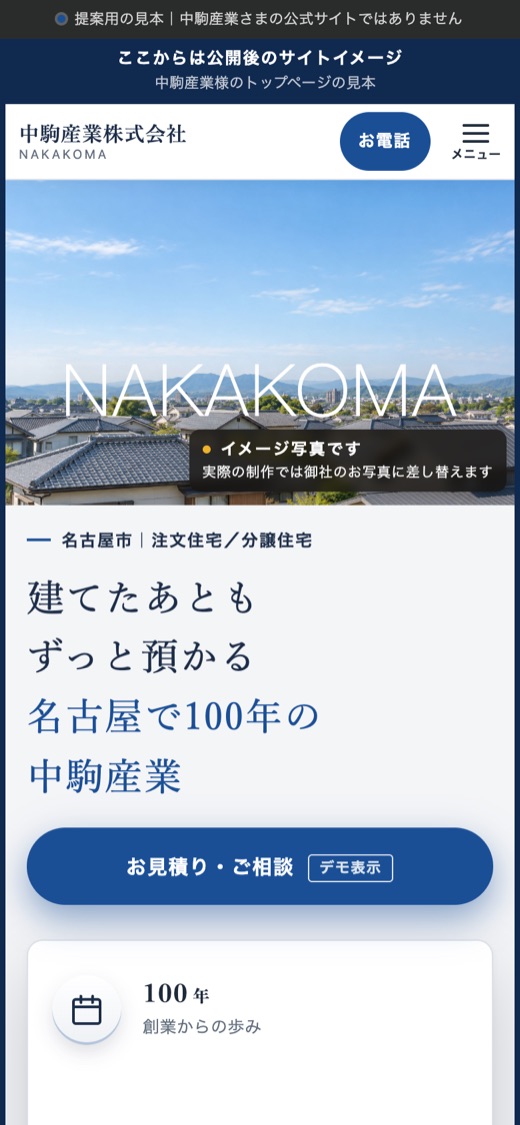 提案用の見本｜中駒産業さまの公式サイトではありません
ここからは公開後のサイトイメージ
中駒産業様のトップページの見本
中駒産業株式会社
NAKAKOMA
お電話
メニュー
NAKAKOMA
イメージ写真です
実際の制作では御社のお写真に差し替えます
名古屋市｜注文住宅／分譲住宅
建てたあとも
ずっと預かる
名古屋で100年の
中駒産業
お見積り・ご相談 デモ表示
100年
創業からの歩み